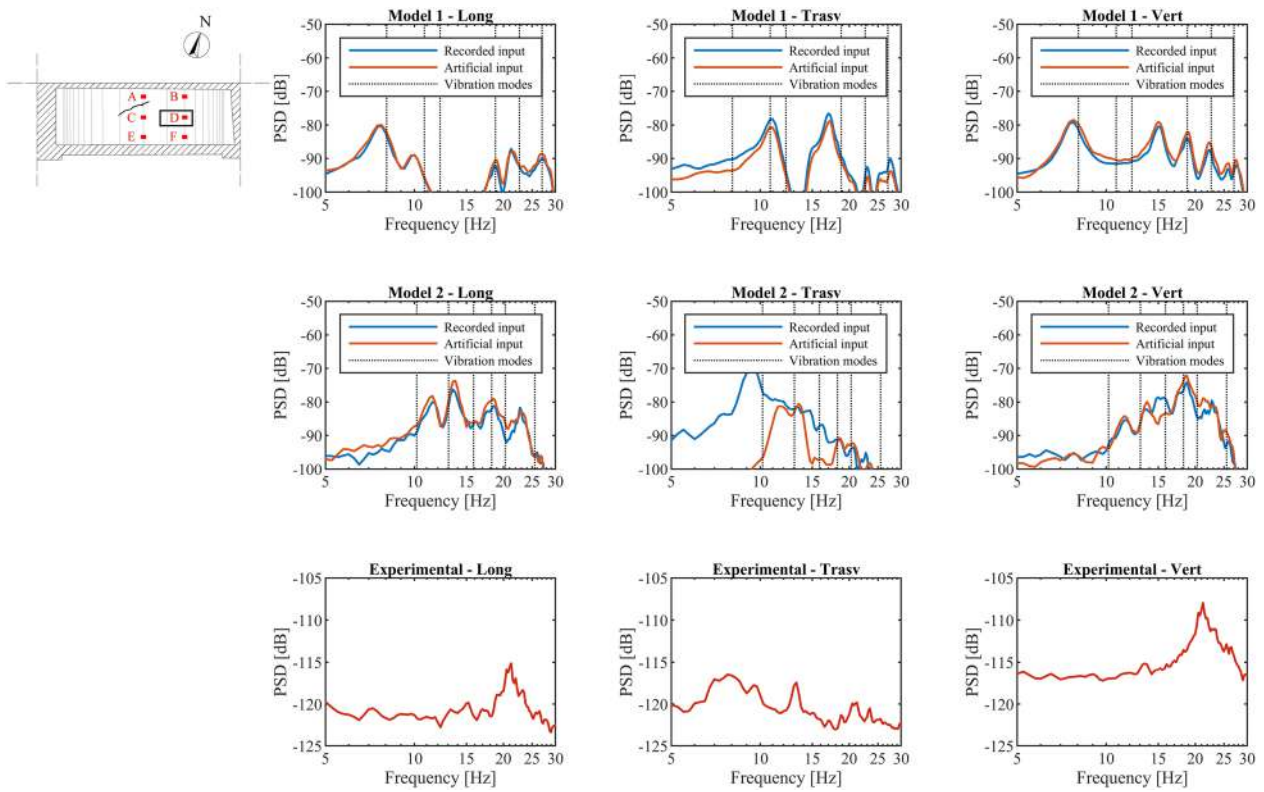 N
A B
C D
E F
Model 1 - Long
PSD [dB]
-50
-60
-70
-80
-90
-100
Recorded input
Artificial input
Vibration modes
5 10 15 20 25 30
Frequency [Hz]
Model 1 - Trasv
PSD [dB]
-50
-60
-70
-80
-90
-100
Recorded input
Artificial input
Vibration modes
5 10 15 20 25 30
Frequency [Hz]
Model 1 - Vert
PSD [dB]
-50
-60
-70
-80
-90
-100
Recorded input
Artificial input
Vibration modes
5 10 15 20 25 30
Frequency [Hz]
Model 2 - Long
PSD [dB]
-50
-60
-70
-80
-90
-100
Recorded input
Artificial input
Vibration modes
5 10 15 20 25 30
Frequency [Hz]
Model 2 - Trasv
PSD [dB]
-50
-60
-70
-80
-90
-100
Recorded input
Artificial input
Vibration modes
5 10 15 20 25 30
Frequency [Hz]
Model 2 - Vert
PSD [dB]
-50
-60
-70
-80
-90
-100
Recorded input
Artificial input
Vibration modes
5 10 15 20 25 30
Frequency [Hz]
Experimental - Long
PSD [dB]
-105
-110
-115
-120
-125
5 10 15 20 25 30
Frequency [Hz]
Experimental - Trasv
PSD [dB]
-105
-110
-115
-120
-125
5 10 15 20 25 30
Frequency [Hz]
Experimental - Vert
PSD [dB]
-105
-110
-115
-120
-125
5 10 15 20 25 30
Frequency [Hz]